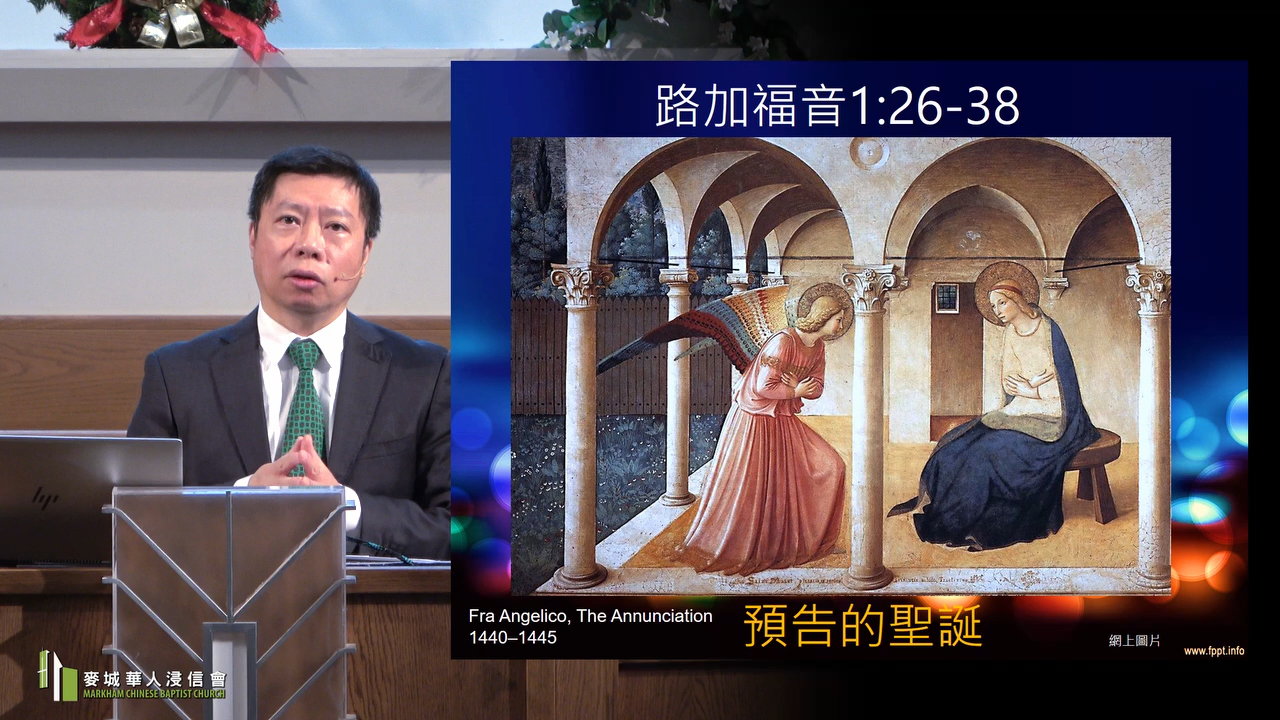 路加福音1:26-38
Fra Angelico, The Annunciation
1440–1445
預告的聖誕
網上圖片
www.fppt.info
hp
麥城華人浸信會
MARKHAM CHINESE BAPTIST CHURCH